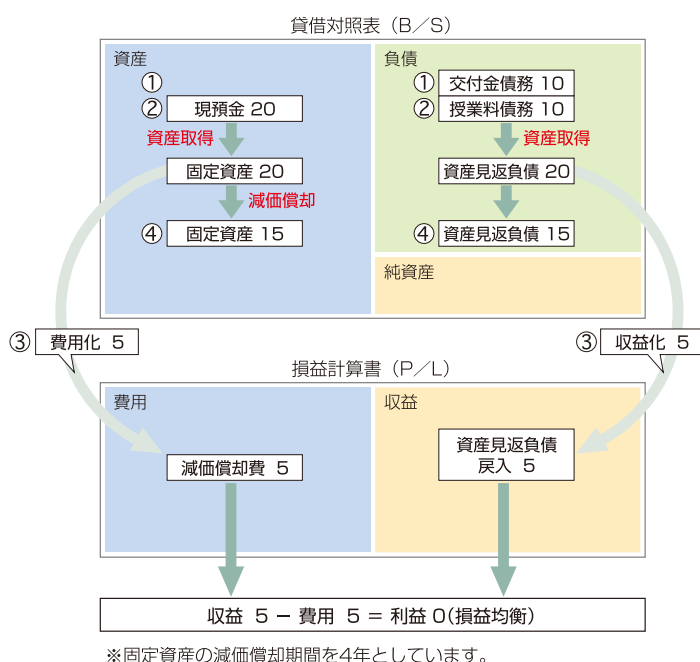 貸借対照表（B／S）
資産
負債
①
②
現預金 20
資産取得
固定資産 20
減価償却
④
固定資産 15
①
交付金債務 10
②
授業料債務 10
資産取得
資産見返負債 20
④
資産見返負債 15
純資産
③
費用化 5
③
収益化 5
損益計算書（P／L）
費用
収益
減価償却費 5
資産見返負債
戻入 5
収益 5 − 費用 5 = 利益 0(損益均衡)
※固定資産の減価償却期間を4年としています。